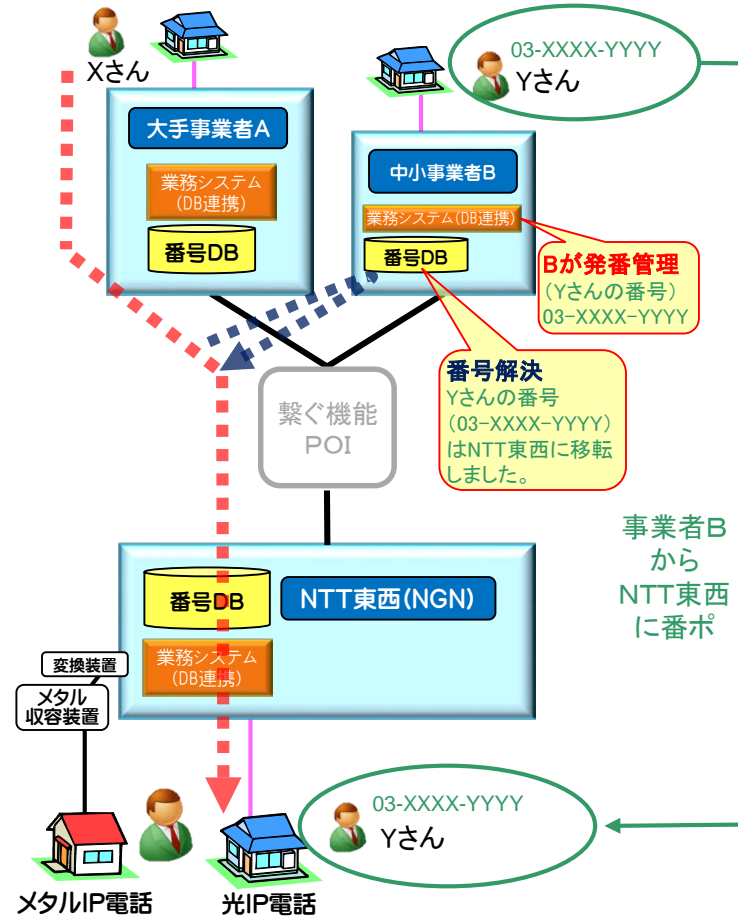 Xさん
03-XXXX-YYYY
Yさん
大手事業者A
業務システム
(DB連携)
番号DB
中小事業者B
業務システム(DB連携)
番号DB
Bが発番管理
(Yさんの番号)
03-XXXX-YYYY
番号解決
Yさんの番号
(03-XXXX-YYYY)
はNTT東西に移転
しました。
繋ぐ機能
POI
事業者B
から
NTT東西
に番ポ
番号DB
NTT東西(NGN)
業務システム
(DB連携)
変換装置
メタル
収容装置
03-XXXX-YYYY
Yさん
メタルIP電話
光IP電話